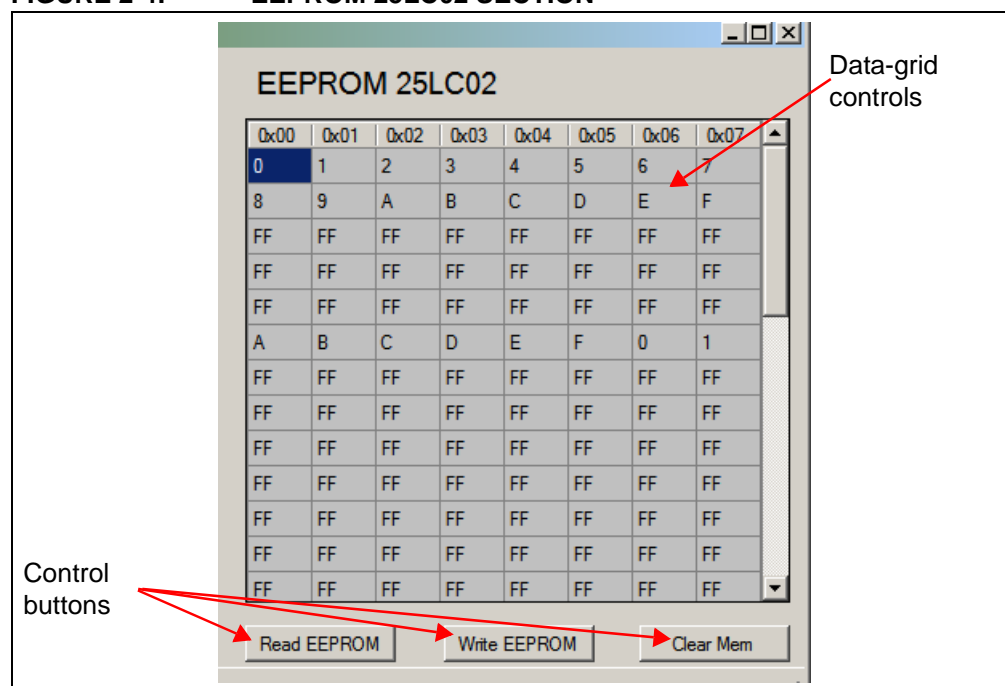 EEPROM 25LC02
Data-grid
controls
0x00 0x01 0x02 0x03 0x04 0x05 0x06 0x07
0 1 2 3 4 5 6 7
8 9 A B C D E F
FF FF FF FF FF FF FF FF
FF FF FF FF FF FF FF FF
FF FF FF FF FF FF FF FF
A B C D E F 0 1
FF FF FF FF FF FF FF FF
FF FF FF FF FF FF FF FF
FF FF FF FF FF FF FF FF
FF FF FF FF FF FF FF FF
FF FF FF FF FF FF FF FF
FF FF FF FF FF FF FF FF
FF FF FF FF FF FF FF FF
Control
buttons
Read EEPROM Write EEPROM Clear Mem